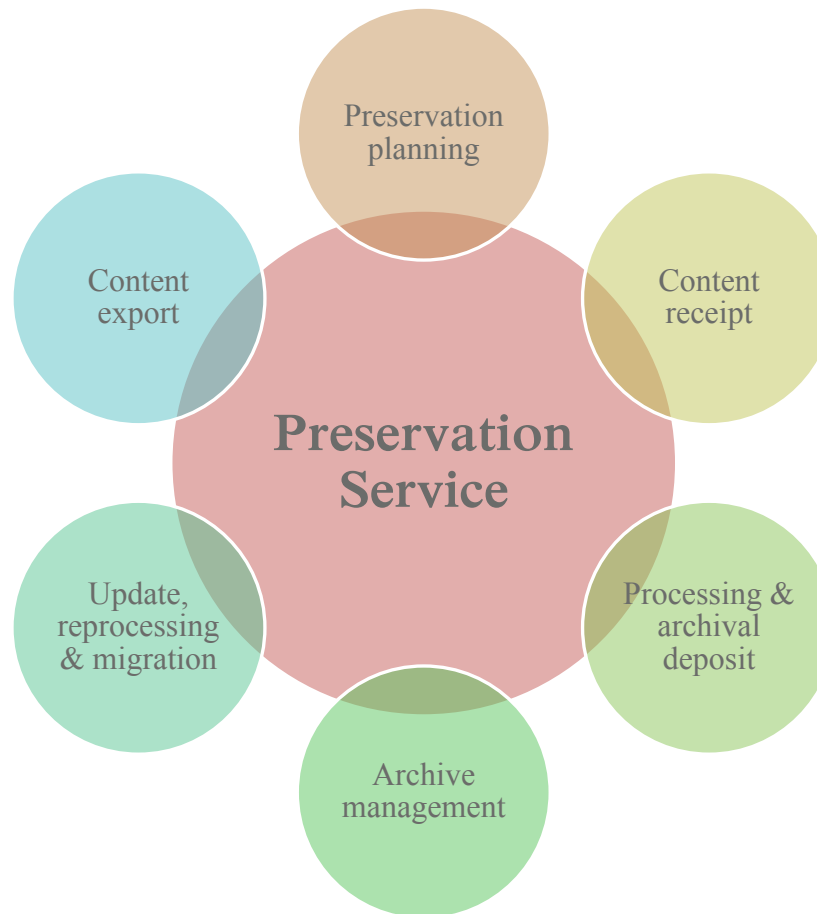 Preservation
planning
Content
export
Content
receipt
Preservation
Service
Update,
reprocessing
& migration
Processing &
archival
deposit
Archive
management